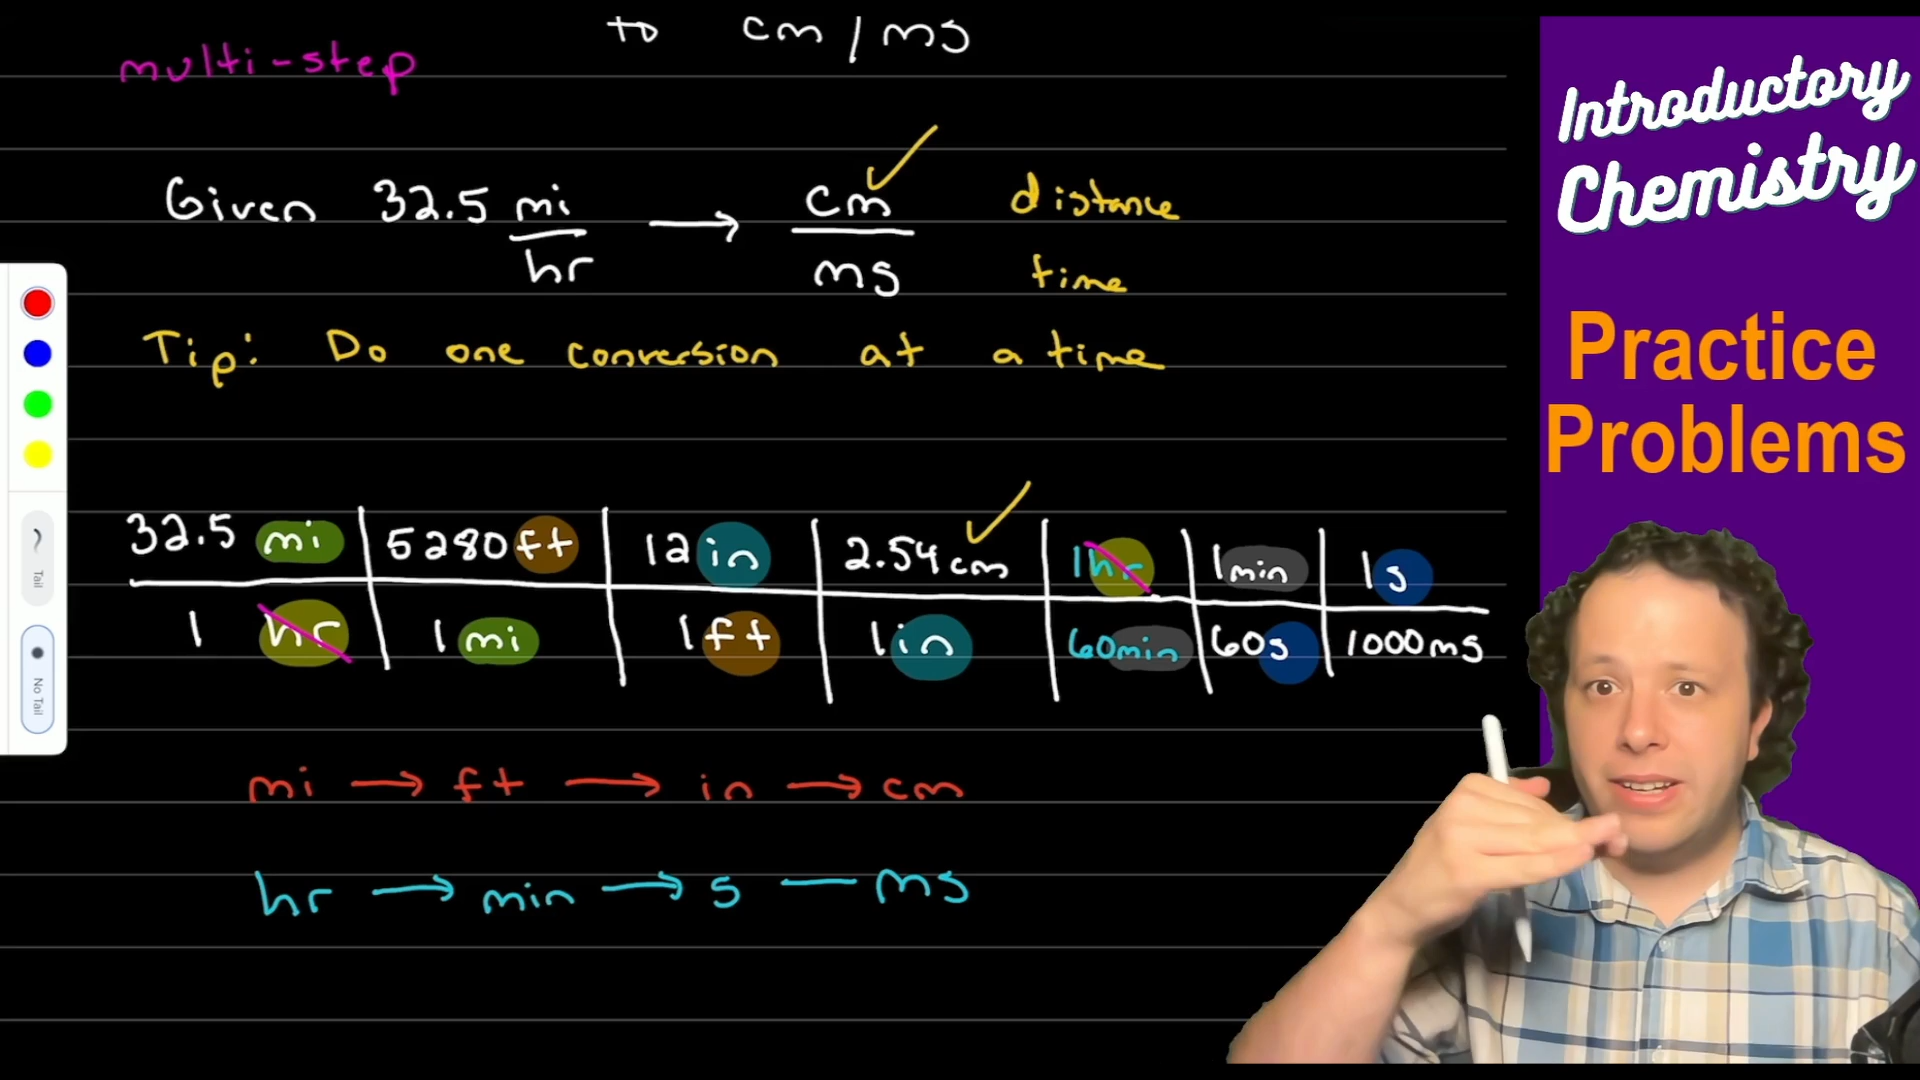 to cm/ms
multi-step
Given 32.5 mi/hr → cm/ms distance
time
Tip: Do one conversion at a time
32.5 mi | 5280 ft | 12 in | 2.54 cm | 1 hr | 1 min | 1 s
1 hr | 1 mi | 1 ft | 1 in | 60 min | 60 s | 1000 ms
mi → ft → in → cm
hr → min → s — ms
Tail
No Tail
Introductory
Chemistry
Practice
Problems